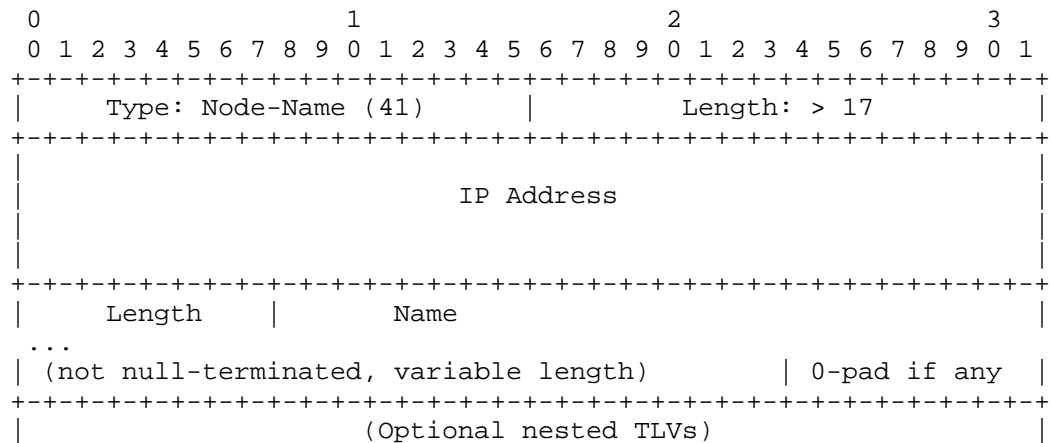 0                   1                   2                   3
 0 1 2 3 4 5 6 7 8 9 0 1 2 3 4 5 6 7 8 9 0 1 2 3 4 5 6 7 8 9 0 1
+-+-+-+-+-+-+-+-+-+-+-+-+-+-+-+-+-+-+-+-+-+-+-+-+-+-+-+-+-+-+-+-+
|     Type: Node-Name (41)      |         Length: > 17          |
+-+-+-+-+-+-+-+-+-+-+-+-+-+-+-+-+-+-+-+-+-+-+-+-+-+-+-+-+-+-+-+-+
|                                                               |
|                          IP Address                           |
|                                                               |
|                                                               |
+-+-+-+-+-+-+-+-+-+-+-+-+-+-+-+-+-+-+-+-+-+-+-+-+-+-+-+-+-+-+-+-+
|     Length    |       Name                                    |
 ...
| (not null-terminated, variable length)        | 0-pad if any  |
+-+-+-+-+-+-+-+-+-+-+-+-+-+-+-+-+-+-+-+-+-+-+-+-+-+-+-+-+-+-+-+-+
|                     (Optional nested TLVs)                    |